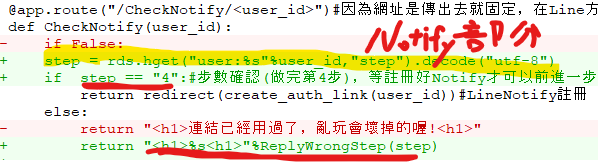 @app.route("/CheckNotify/<user_id>")#因為網址是傳出去就固定，在Line方
def CheckNotify(user_id):
Notify部分
-     if False:
+     step = rds.hget("user:%s"%user_id,"step").decode("utf-8")
+     if step == "4":#步數確認(做完第4步)，等註冊好Notify才可以前進一步
        return redirect(create_auth_link(user_id))#LineNotify註冊
    else:
-         return "<h1>連結已經用過了，亂玩會壞掉的喔!<h1>"
+         return "<h1>%s<h1>"%ReplyWrongStep(step)